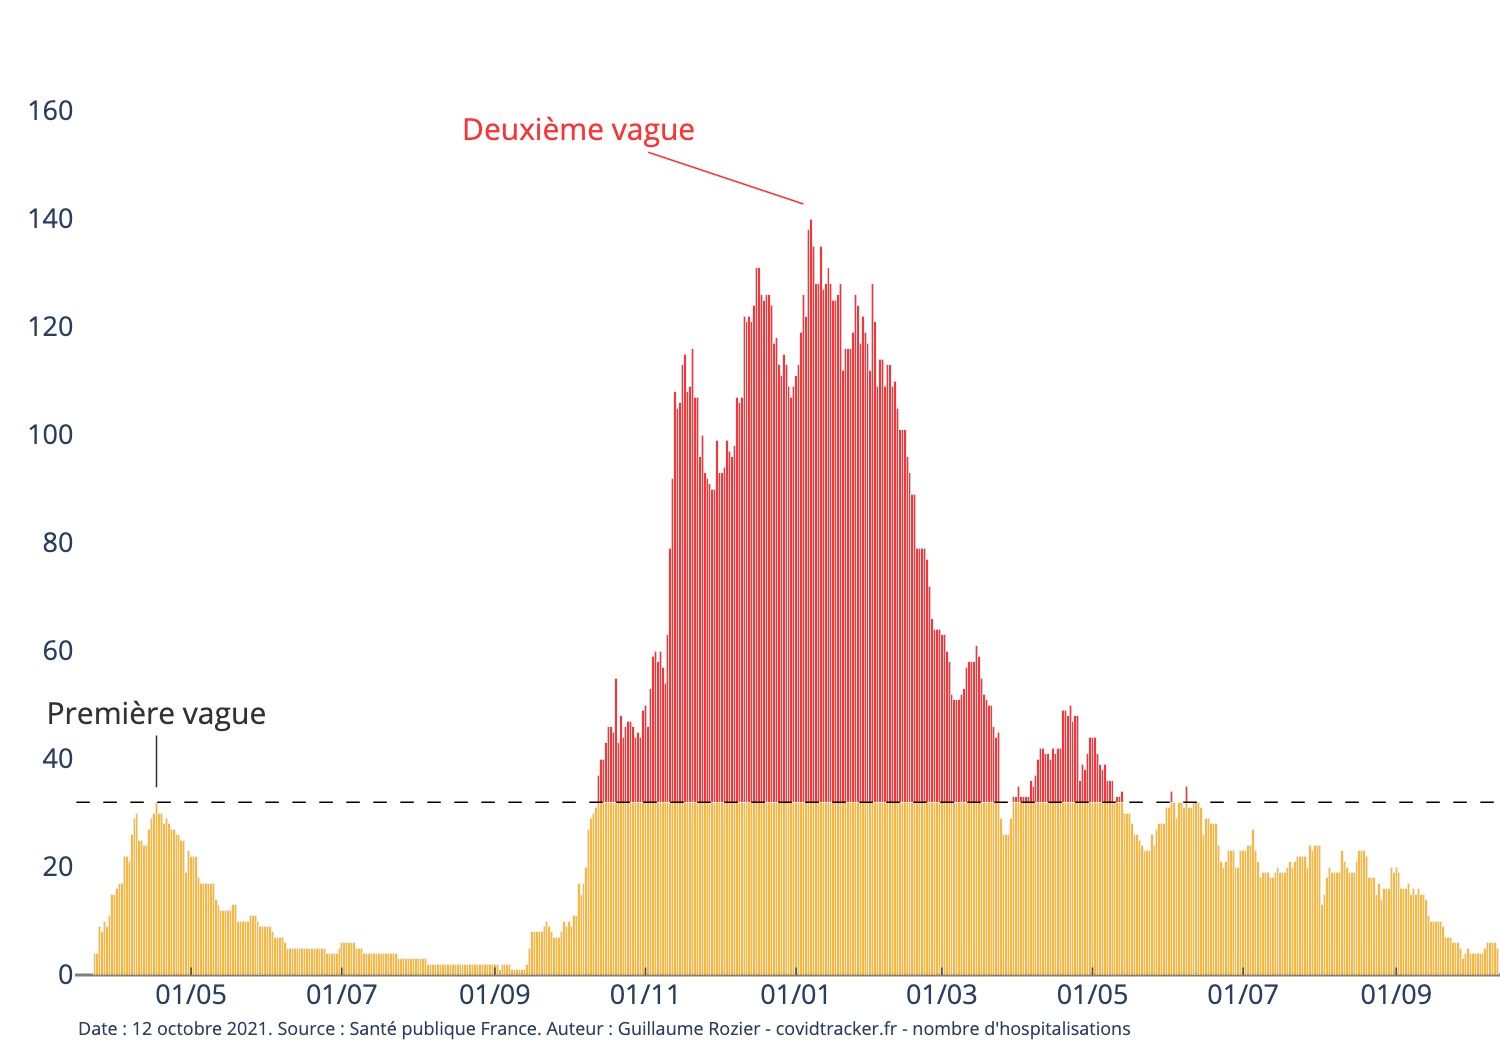 160
Deuxième vague
140
120
100
80
60
Première vague
40
20
0
01/05 01/07 01/09 01/11 01/01 01/03 01/05 01/07 01/09
Date : 12 octobre 2021. Source : Santé publique France. Auteur : Guillaume Rozier - covidtracker.fr - nombre d'hospitalisations